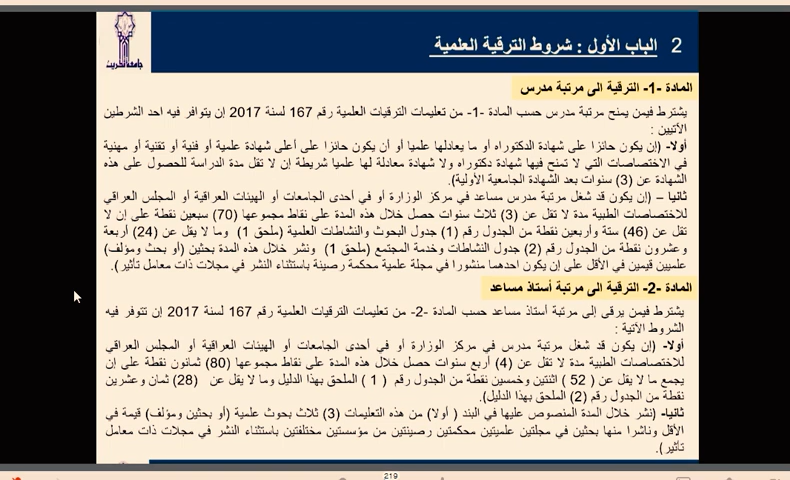 جامعة تكريت
2 الباب الأول : شروط الترقية العلمية
المادة -1- الترقية الى مرتبة مدرس
يشترط فيمن يمنح مرتبة مدرس حسب المادة -1- من تعليمات الترقيات العلمية رقم 167 لسنة 2017 إن يتوافر فيه احد الشرطين
الآتيين :
أولا- (إن يكون حائزا على شهادة الدكتوراه أو ما يعادلها علميا أو أن يكون حائزا على أعلى شهادة علمية أو فنية أو تقنية أو مهنية
في الاختصاصات التي لا تمنح فيها شهادة دكتوراه ولا شهادة معادلة لها علميا شريطة إن لا تقل مدة الدراسة للحصول على هذه
الشهادة عن (3) سنوات بعد الشهادة الجامعية الأولية).
ثانيا – (إن يكون قد شغل مرتبة مدرس مساعد في مركز الوزارة أو في أحدى الجامعات أو الهيئات العراقية أو المجلس العراقي
للاختصاصات الطبية مدة لا تقل عن (3) ثلاث سنوات حصل خلال هذه المدة على نقاط مجموعها (70) سبعين نقطة على إن لا
تقل عن (46) ستة وأربعين نقطة من الجدول رقم (1) جدول البحوث والنشاطات العلمية (ملحق 1) وما لا يقل عن (24) أربعة
وعشرون نقطة من الجدول رقم (2) جدول النشاطات وخدمة المجتمع (ملحق 1) ونشر خلال هذه المدة بحثين (أو بحث ومؤلف)
علميين قيمين في الأقل على إن يكون احدهما منشورا في مجلة علمية محكمة رصينة باستثناء النشر في مجلات ذات معامل تأثير).
المادة -2- الترقية الى مرتبة أستاذ مساعد
يشترط فيمن يرقى إلى مرتبة أستاذ مساعد حسب المادة -2- من تعليمات الترقيات العلمية رقم 167 لسنة 2017 إن تتوفر فيه
الشروط الآتية :
أولا- (إن يكون قد شغل مرتبة مدرس في مركز الوزارة أو في أحدى الجامعات أو الهيئات العراقية أو المجلس العراقي
للاختصاصات الطبية مدة لا تقل عن (4) أربع سنوات حصل خلال هذه المدة على نقاط مجموعها (80) ثمانون نقطة على إن
يجمع ما لا يقل عن ( 52 ) اثنتين وخمسين نقطة من الجدول رقم ( 1 ) الملحق بهذا الدليل وما لا يقل عن (28) ثمان وعشرين
نقطة من الجدول رقم (2) الملحق بهذا الدليل).
ثانيا- (نشر خلال المدة المنصوص عليها في البند ( أولا) من هذه التعليمات (3) ثلاث بحوث علمية (أو بحثين ومؤلف) قيمة في
الأقل وناشرا منها بحثين في مجلتين علميتين محكمتين رصينتين من مؤسستين مختلفتين باستثناء النشر في مجلات ذات معامل
تأثير).
219